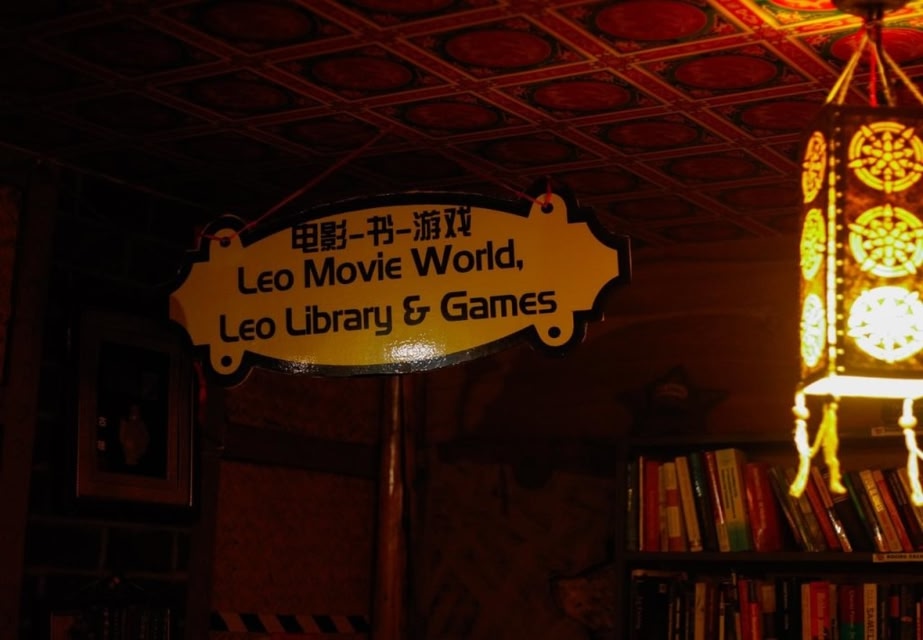 电影-书-游戏
Leo Movie World,
Leo Library & Games